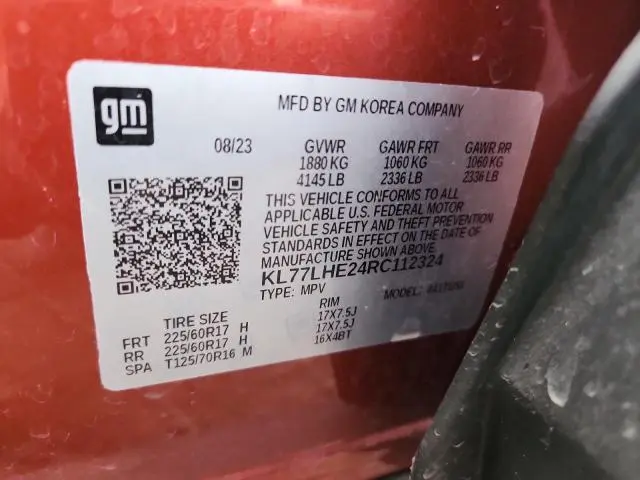 gm
MFD BY GM KOREA COMPANY
08/23 GVWR GAWR FRT GAWR RR
1880 KG 1060 KG 1060 KG
4145 LB 2336 LB 2336 LB
THIS VEHICLE CONFORMS TO ALL
APPLICABLE U.S. FEDERAL MOTOR
VEHICLE SAFETY AND THEFT PREVENTION
STANDARDS IN EFFECT ON THE DATE OF
MANUFACTURE SHOWN ABOVE.
KL77LHE24RC112324
TYPE: MPV MODEL:
TIRE SIZE RIM
FRT 225/60R17 H 17X7.5J
RR 225/60R17 H 17X7.5J
SPA T125/70R16 M 16X4BT